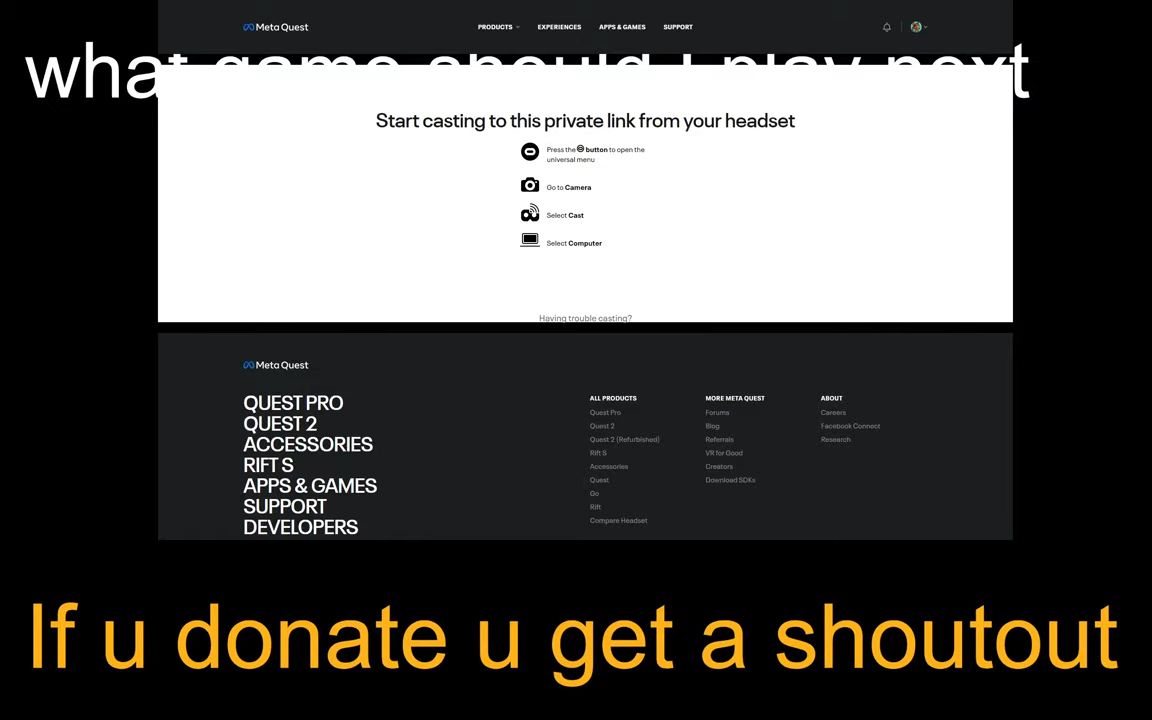 Meta Quest
PRODUCTS
EXPERIENCES
APPS & GAMES
SUPPORT
what game should I play next
Start casting to this private link from your headset
Press the button to open the
universal menu
Go to Camera
Select Cast
Select Computer
Having trouble casting?
Meta Quest
QUEST PRO
QUEST 2
ACCESSORIES
RIFT S
APPS & GAMES
SUPPORT
DEVELOPERS
ALL PRODUCTS
Quest Pro
Quest 2
Quest 2 (Refurbished)
Rift S
Accessories
Quest
Go
Rift
Compare Headset
MORE META QUEST
Forums
Blog
Referrals
VR for Good
Creators
Download SDKs
ABOUT
Careers
Facebook Connect
Research
If u donate u get a shoutout